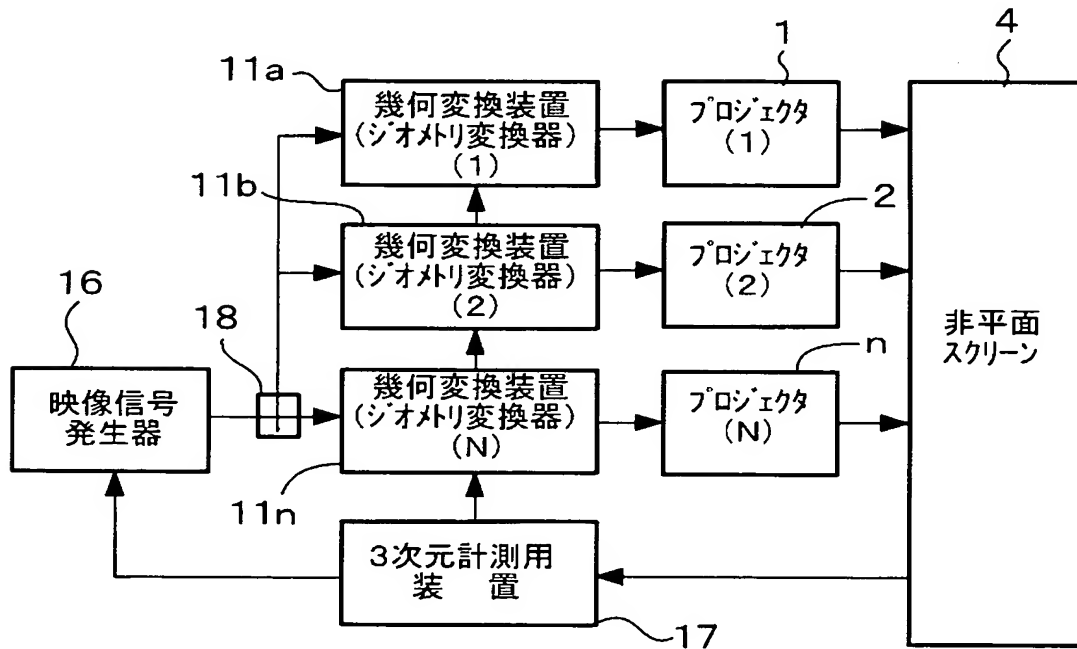 1
4
11a
幾何変換装置
(ジオメトリ変換器)
(1)
プロジェクタ
(1)
11b
2
幾何変換装置
(ジオメトリ変換器)
(2)
プロジェクタ
(2)
16
18
非平面
スクリーン
n
映像信号
発生器
幾何変換装置
(ジオメトリ変換器)
(N)
プロジェクタ
(N)
11n
3次元計測用
装 置
17